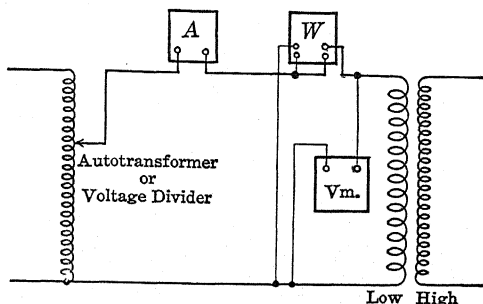 A
W
Autotransformer
or
Voltage Divider
Vm.
Low High